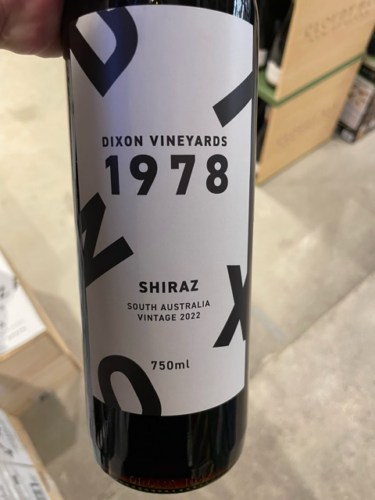 D
I
DIXON VINEYARDS
1978
N
SHIRAZ
SOUTH AUSTRALIA
VINTAGE 2022
X
750ml
O